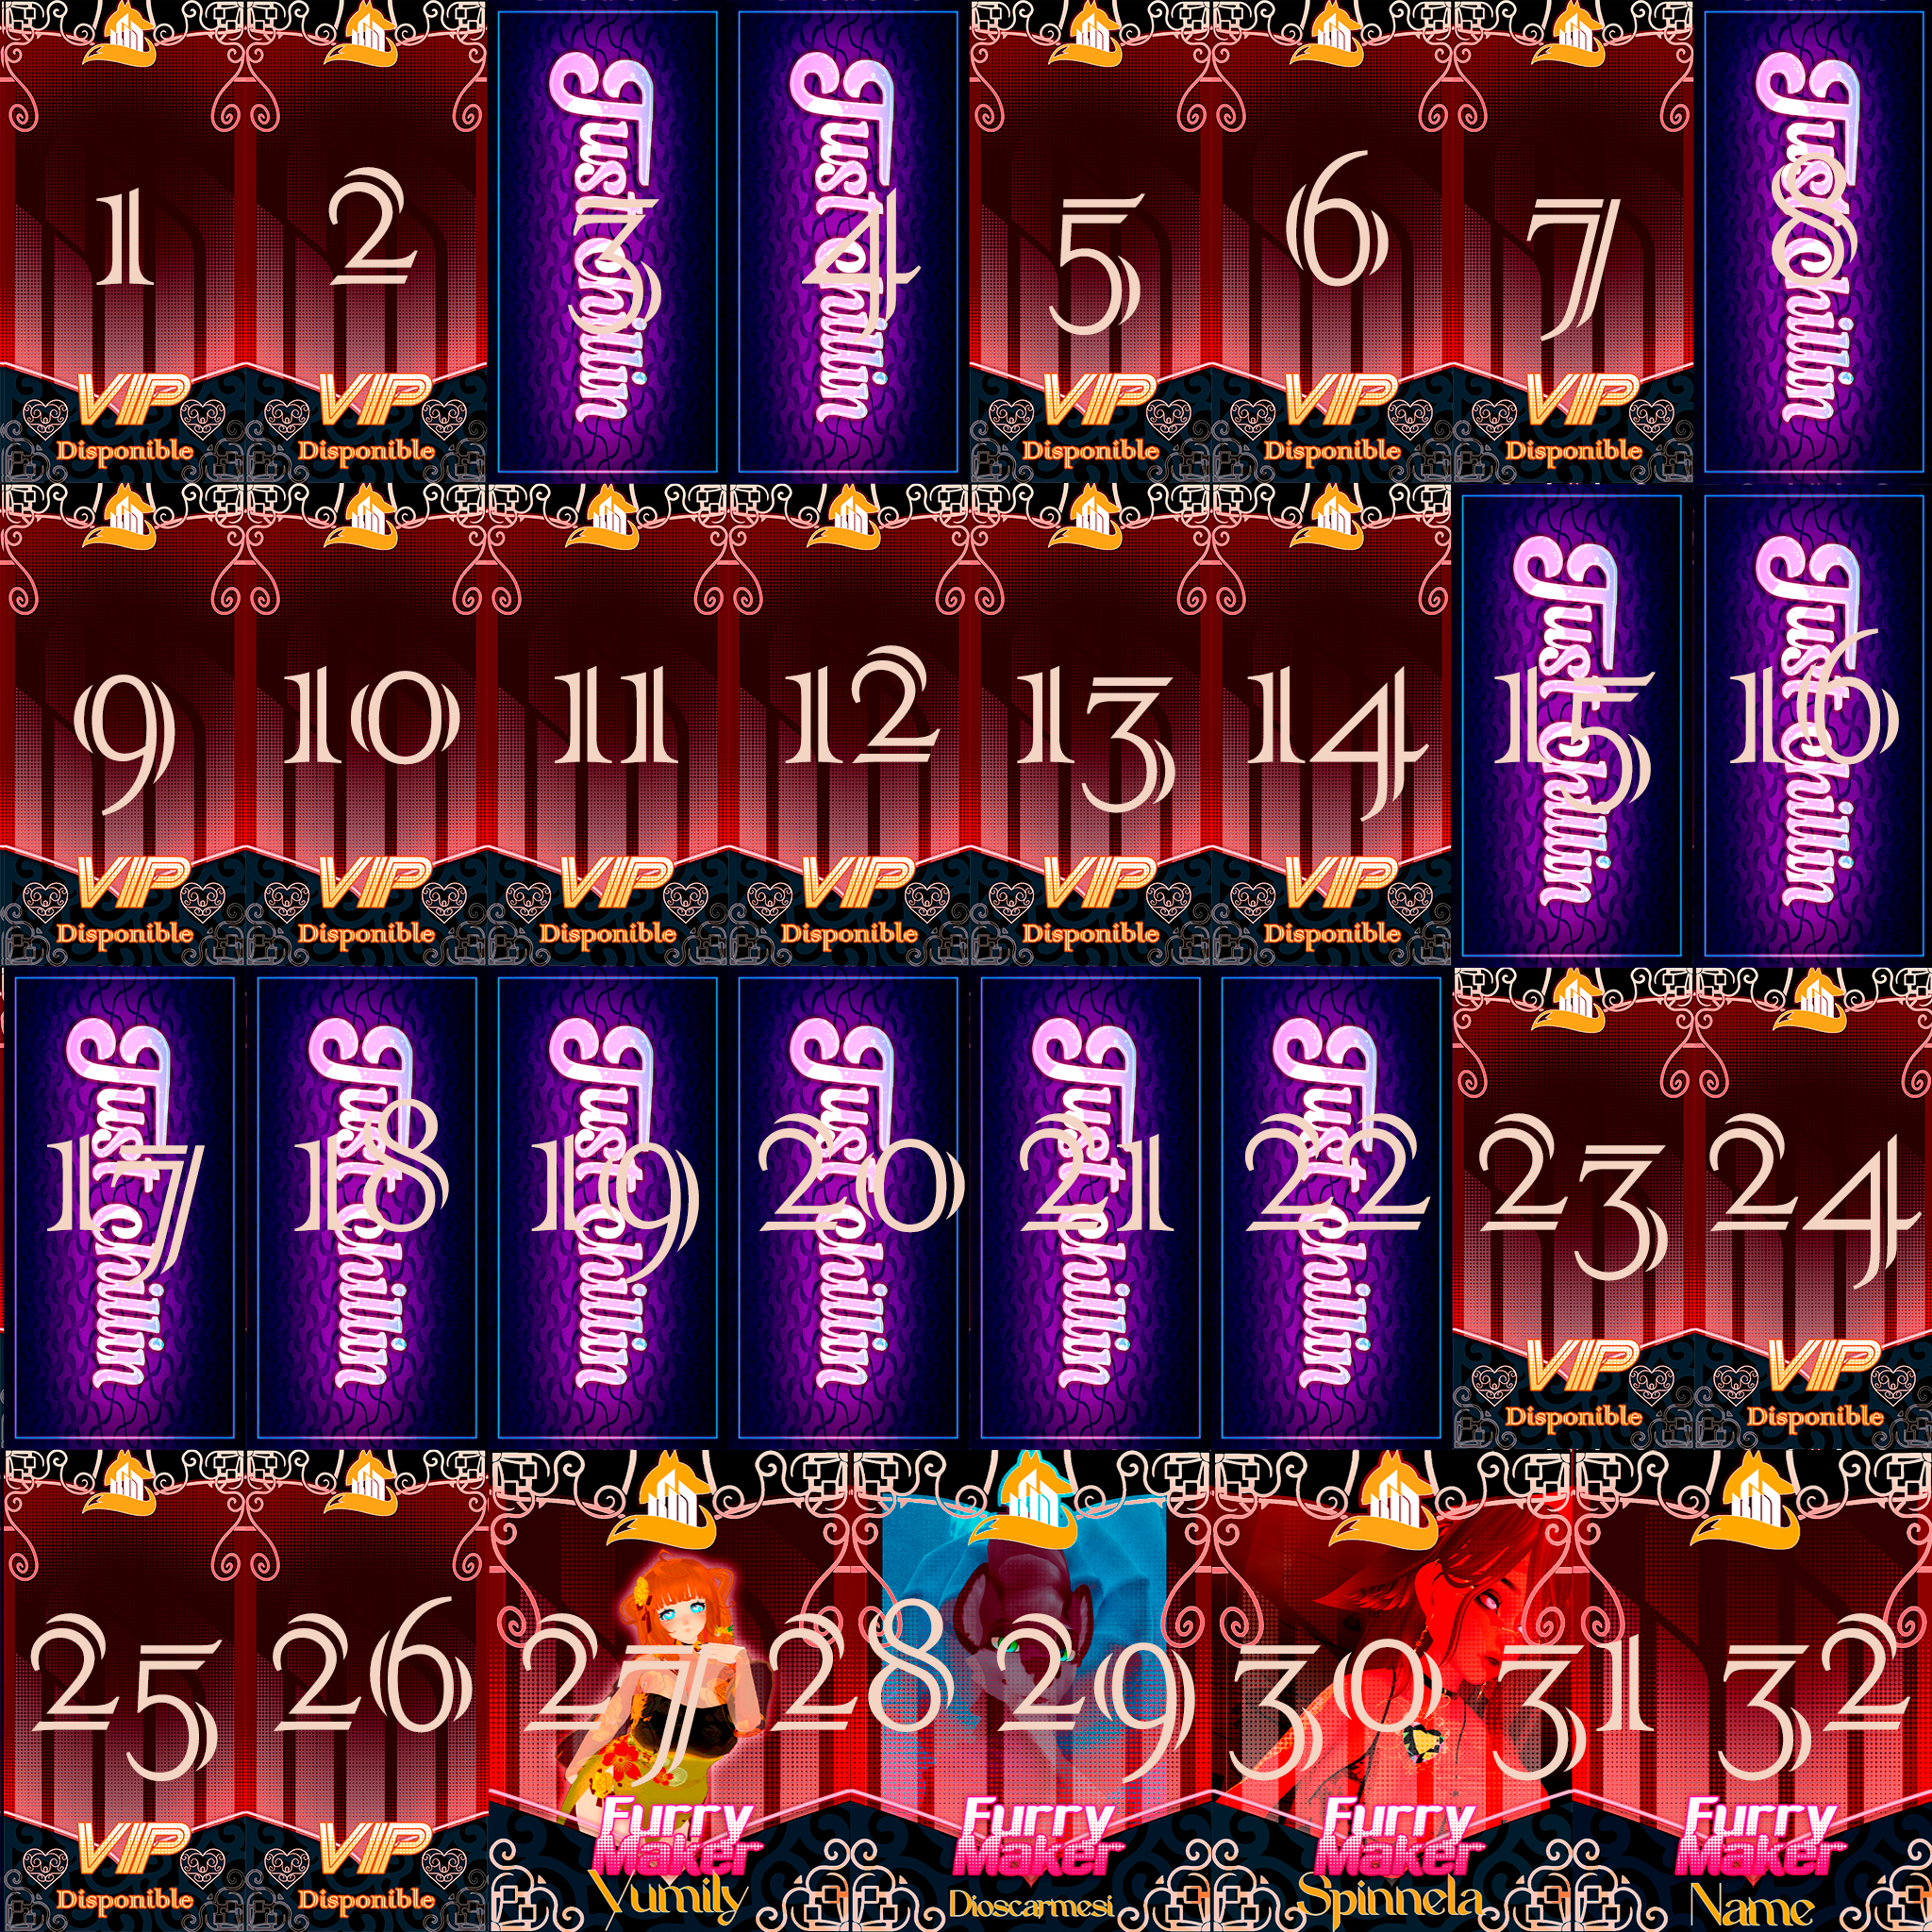 1
VIP
Disponible
2
VIP
Disponible
Just chillin
3
Just chillin
4
5
VIP
Disponible
6
VIP
Disponible
7
VIP
Disponible
Just chillin
8
9
VIP
Disponible
10
VIP
Disponible
11
VIP
Disponible
12
VIP
Disponible
13
VIP
Disponible
14
VIP
Disponible
Just chillin
15
Just chillin
16
Just chillin
17
Just chillin
18
Just chillin
19
Just chillin
20
Just chillin
21
Just chillin
22
23
VIP
Disponible
24
VIP
Disponible
25
VIP
Disponible
26
VIP
Disponible
27
28
29
30
31
32
Furry
Maker
Yumily
Furry
Maker
Dioscarmesi
Furry
Maker
Spinnela
Furry
Maker
Name